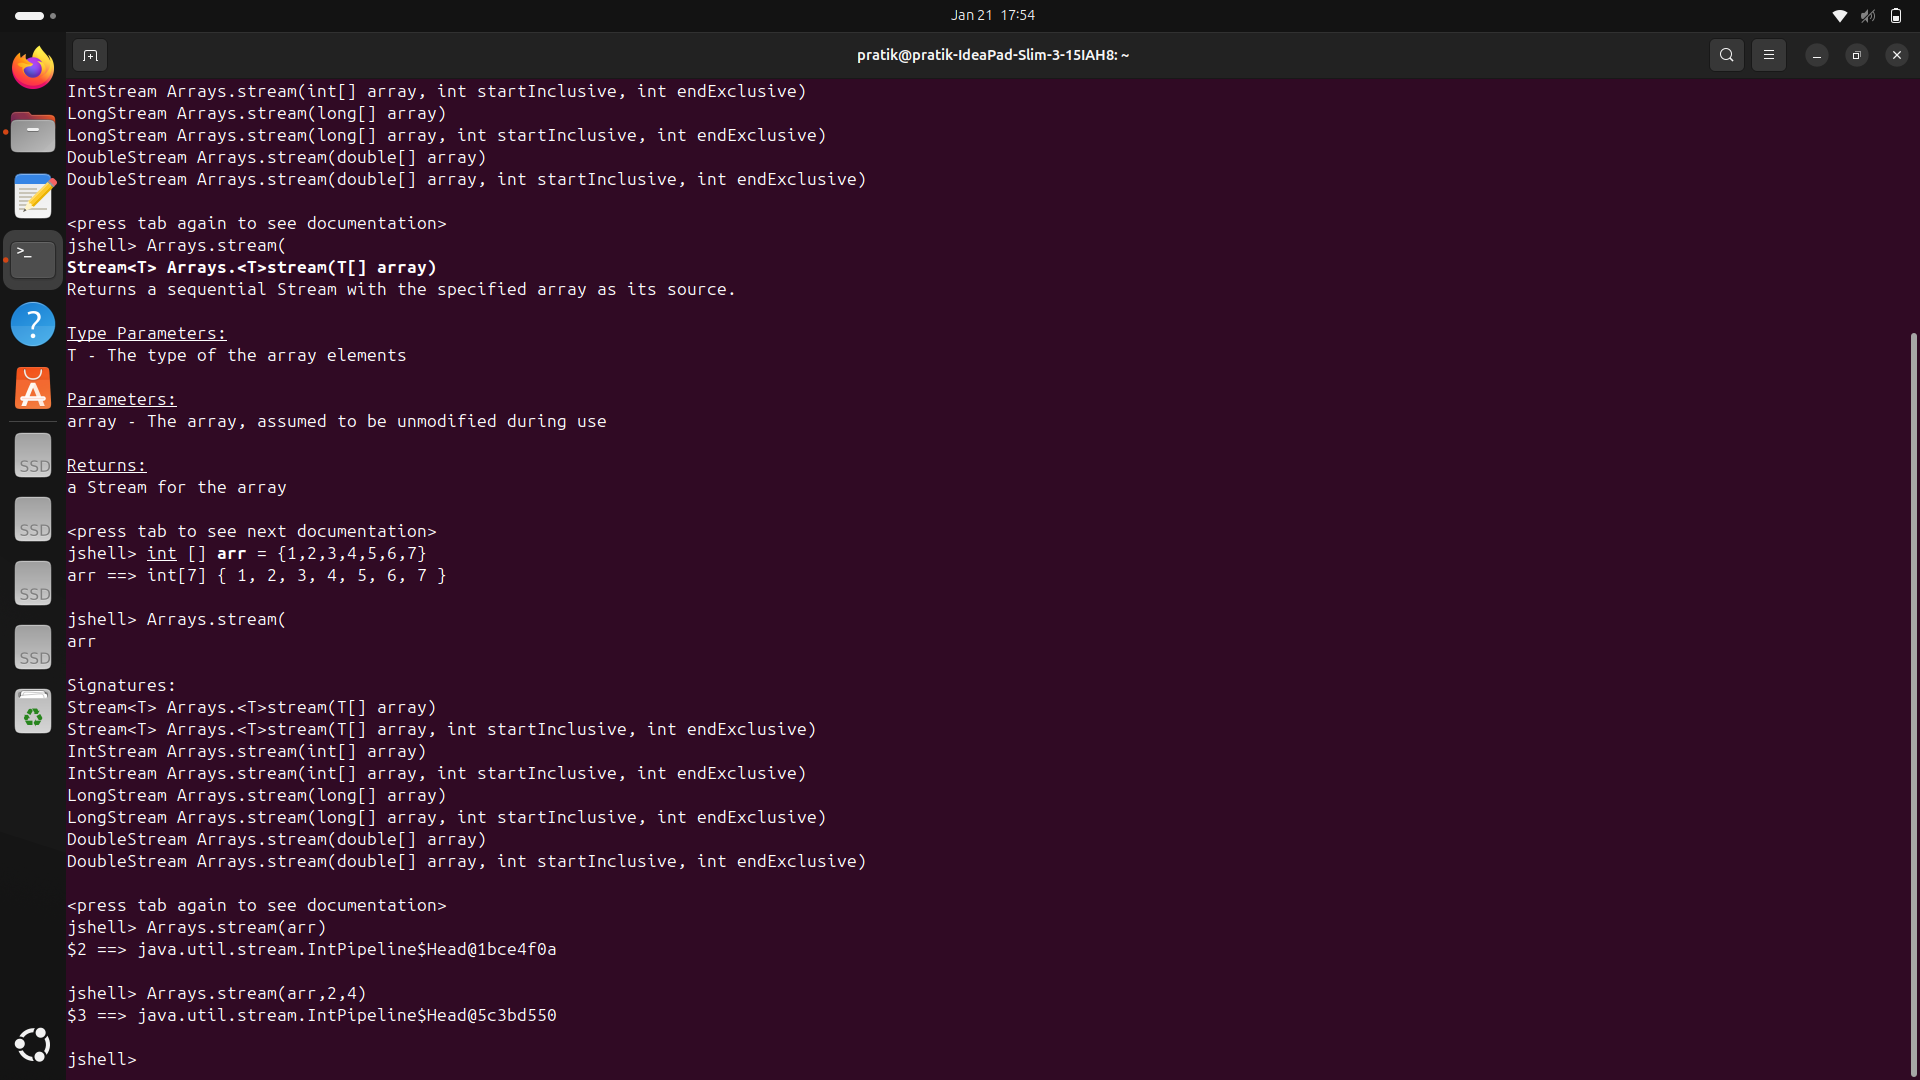 Jan 21 17:54
pratik@pratik-IdeaPad-Slim-3-15IAH8: ~
IntStream Arrays.stream(int[] array, int startInclusive, int endExclusive)
LongStream Arrays.stream(long[] array)
LongStream Arrays.stream(long[] array, int startInclusive, int endExclusive)
DoubleStream Arrays.stream(double[] array)
DoubleStream Arrays.stream(double[] array, int startInclusive, int endExclusive)
<press tab again to see documentation>
jshell> Arrays.stream(
Stream<T> Arrays.<T>stream(T[] array)
Returns a sequential Stream with the specified array as its source.
Type Parameters:
T - The type of the array elements
Parameters:
array - The array, assumed to be unmodified during use
Returns:
a Stream for the array
<press tab to see next documentation>
jshell> int [] arr = {1,2,3,4,5,6,7}
arr ==> int[7] { 1, 2, 3, 4, 5, 6, 7 }
jshell> Arrays.stream(
arr
Signatures:
Stream<T> Arrays.<T>stream(T[] array)
Stream<T> Arrays.<T>stream(T[] array, int startInclusive, int endExclusive)
IntStream Arrays.stream(int[] array)
IntStream Arrays.stream(int[] array, int startInclusive, int endExclusive)
LongStream Arrays.stream(long[] array)
LongStream Arrays.stream(long[] array, int startInclusive, int endExclusive)
DoubleStream Arrays.stream(double[] array)
DoubleStream Arrays.stream(double[] array, int startInclusive, int endExclusive)
<press tab again to see documentation>
jshell> Arrays.stream(arr)
$2 ==> java.util.stream.IntPipeline$Head@1bce4f0a
jshell> Arrays.stream(arr,2,4)
$3 ==> java.util.stream.IntPipeline$Head@5c3bd550
jshell>
>_
?
A
SSD
SSD
SSD
SSD